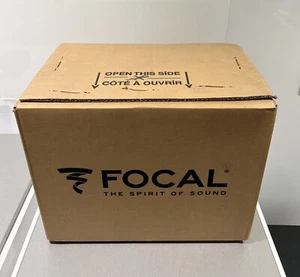 OPEN THIS SIDE
CÔTÉ À OUVRIR
FOCAL®
THE SPIRIT OF SOUND